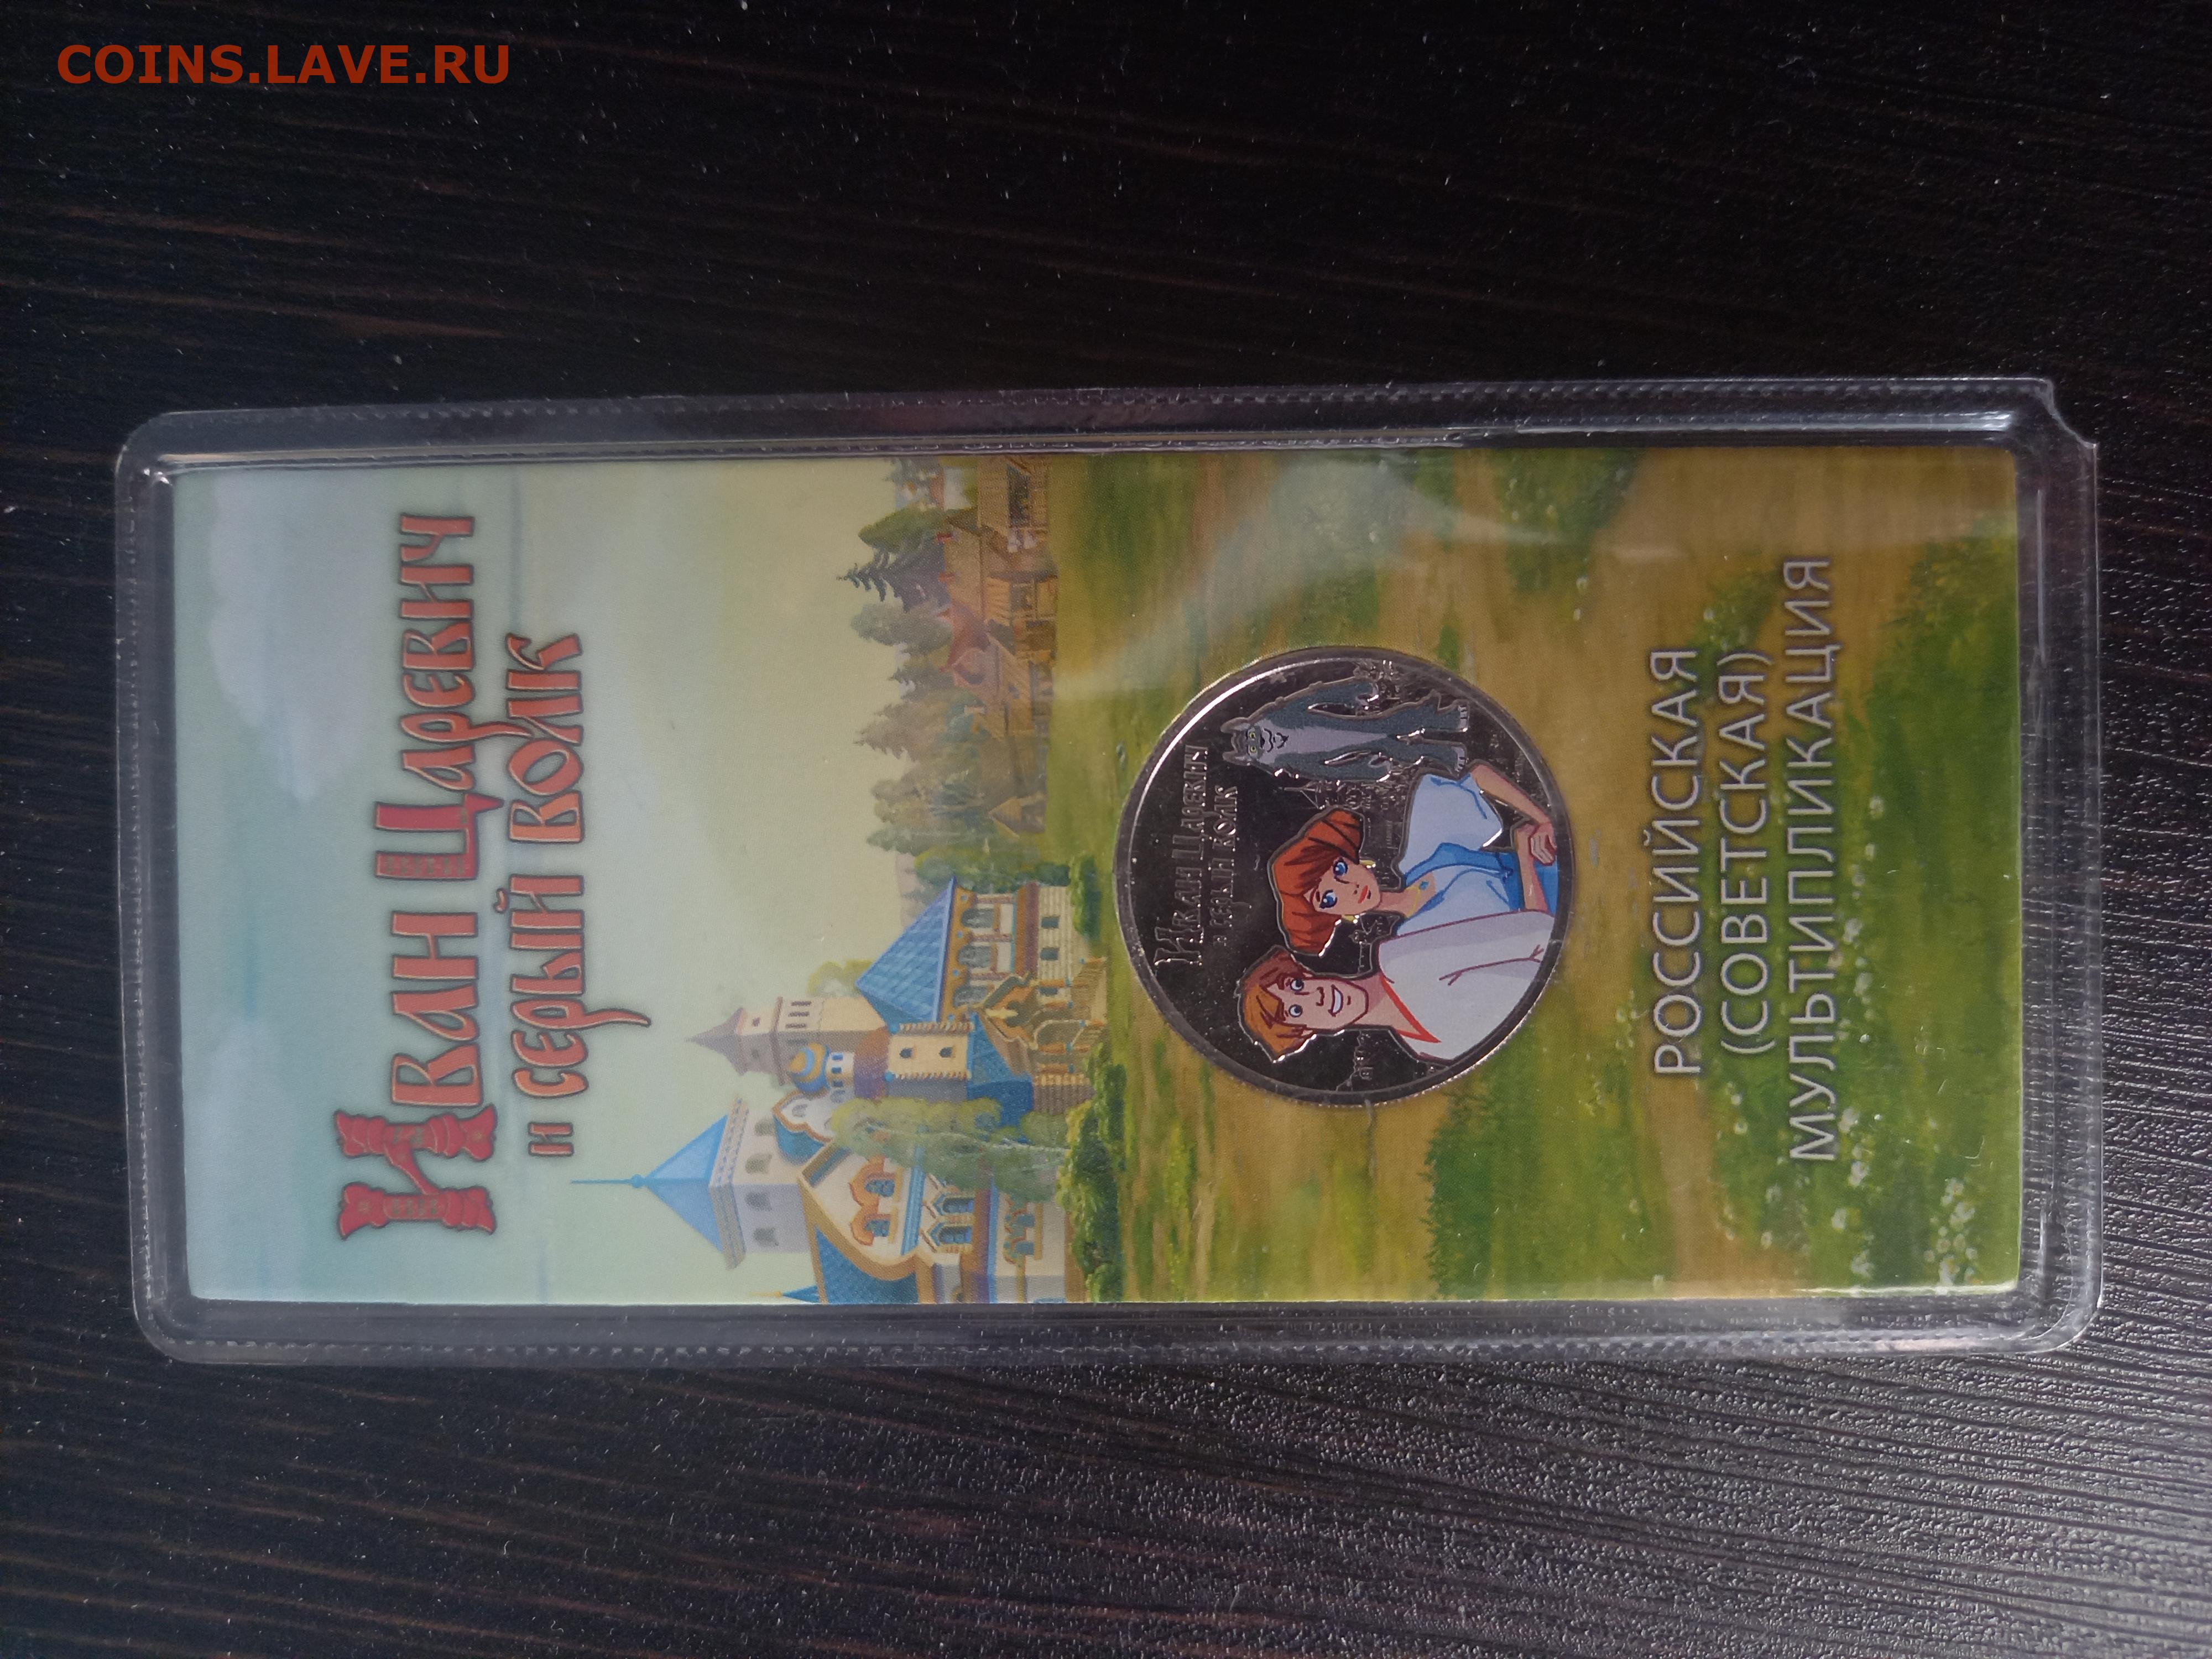 COINS.LAVE.RU
Иван Царевич
и серый волк
Иван Царевич
и серый волк
РОССИЙСКАЯ
(СОВЕТСКАЯ)
МУЛЬТИПЛИКАЦИЯ